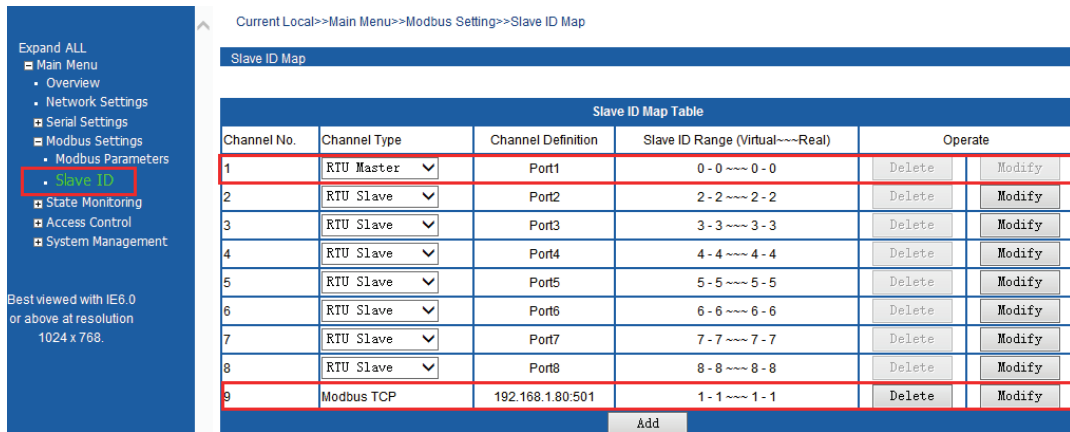 Current Local>>Main Menu>>Modbus Setting>>Slave ID Map
Expand ALL
Main Menu
Overview
Network Settings
Serial Settings
Modbus Settings
Modbus Parameters
Slave ID
State Monitoring
Access Control
System Management
Best viewed with IE6.0
or above at resolution
1024 x 768.
Slave ID Map
Slave ID Map Table
Channel No. Channel Type Channel Definition Slave ID Range (Virtual~~~Real) Operate
1 RTU Master Port1 0 - 0 ~~~ 0 - 0 Delete Modify
2 RTU Slave Port2 2 - 2 ~~~ 2 - 2 Delete Modify
3 RTU Slave Port3 3 - 3 ~~~ 3 - 3 Delete Modify
4 RTU Slave Port4 4 - 4 ~~~ 4 - 4 Delete Modify
5 RTU Slave Port5 5 - 5 ~~~ 5 - 5 Delete Modify
6 RTU Slave Port6 6 - 6 ~~~ 6 - 6 Delete Modify
7 RTU Slave Port7 7 - 7 ~~~ 7 - 7 Delete Modify
8 RTU Slave Port8 8 - 8 ~~~ 8 - 8 Delete Modify
9 Modbus TCP 192.168.1.80:501 1 - 1 ~~~ 1 - 1 Delete Modify
Add